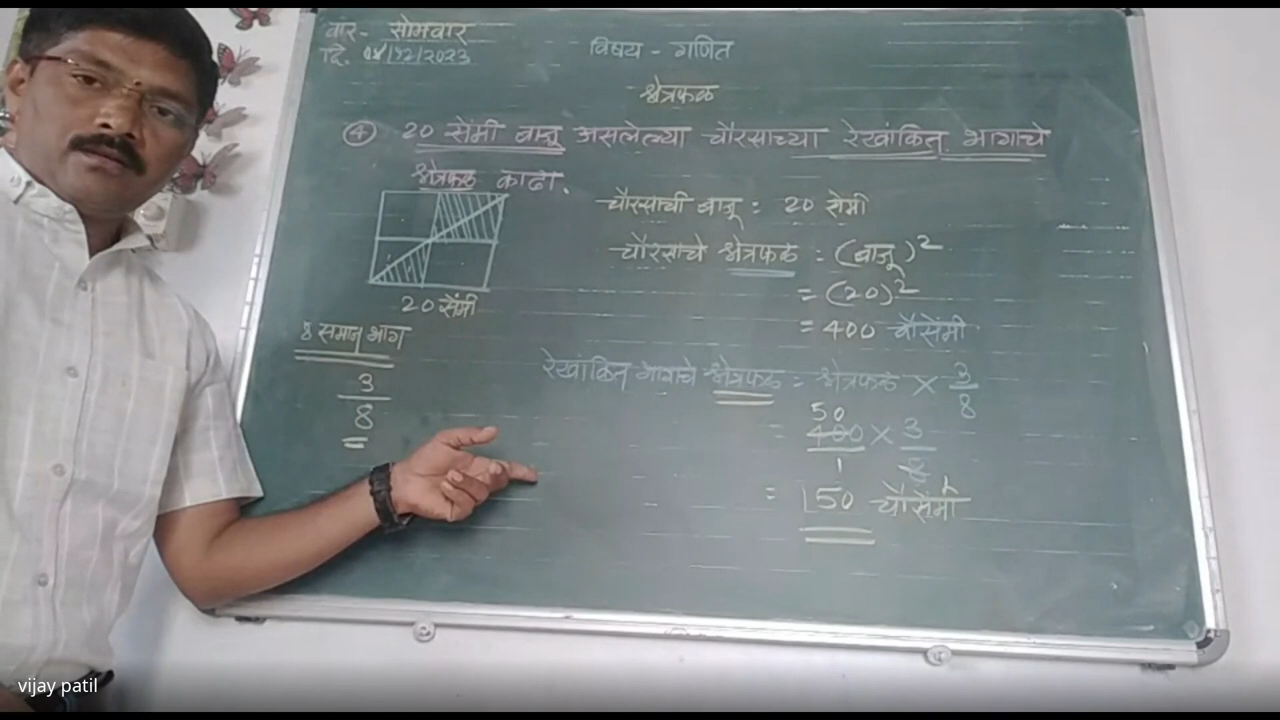 वार- सोमवार
दि. 04/12/2023
विषय - गणित
क्षेत्रफळ
④ 20 सेंमी बाजू असलेल्या चौरसाच्या रेखांकित भागाचे
क्षेत्रफळ काढा.
20 सेंमी
8 समान भाग
3
8
चौरसाची बाजू = 20 सेंमी
चौरसाचे क्षेत्रफळ = (बाजू)²
= (20)²
= 400 चौसेंमी
रेखांकित भागाचे क्षेत्रफळ = क्षेत्रफळ × 3/8
50
= 400 × 3
1 8
1
= 150 चौसेंमी
vijay patil